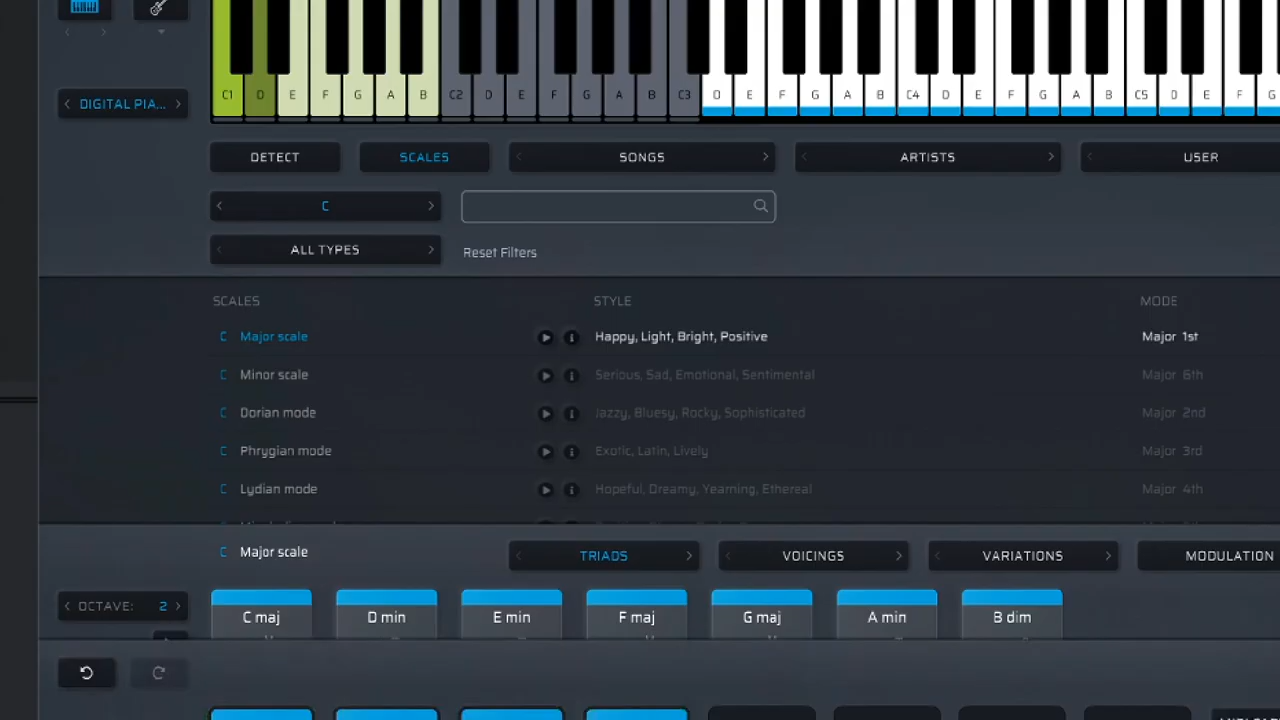 C1 D E F G A B C2 D E F G A B C3 D E F G A B C4 D E F G A B C5 D E F G
DIGITAL PIA...
DETECT SCALES SONGS ARTISTS USER
C
ALL TYPES Reset Filters
SCALES STYLE MODE
C Major scale Happy, Light, Bright, Positive Major 1st
C Minor scale Serious, Sad, Emotional, Sentimental Major 6th
C Dorian mode Jazzy, Bluesy, Rocky, Sophisticated Major 2nd
C Phrygian mode Exotic, Latin, Lively Major 3rd
C Lydian mode Hopeful, Dreamy, Yearning, Ethereal Major 4th
C Major scale TRIADS VOICINGS VARIATIONS MODULATION
OCTAVE: 2
C maj D min E min F maj G maj A min B dim